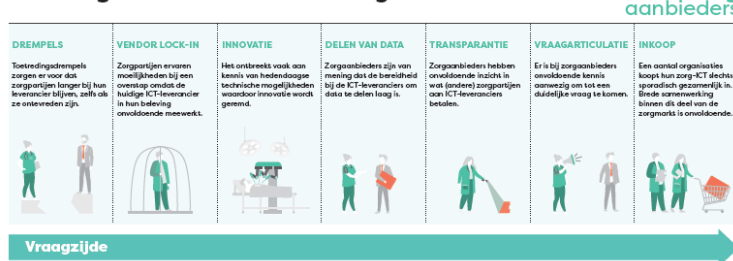 aanbieders
DREMPELS
Toetredingsdrempels
zorgen er voor dat
zorgpartijen langer bij hun
leverancier blijven, zelfs als
ze ontevreden zijn.
VENDOR LOCK-IN
Zorgpartijen ervaren
moeilijkheden bij een
overstap omdat de
huidige ICT-leverancier
in hun beleving
onvoldoende meewerkt.
INNOVATIE
Het ontbreekt vaak aan
kennis van hedendaagse
technische mogelijkheden
waardoor innovatie wordt
geremd.
DELEN VAN DATA
Zorgaanbieders zijn van
mening dat de bereidheid
bij de ICT-leveranciers om
data te delen laag is.
TRANSPARANTIE
Zorgaanbieders hebben
onvoldoende inzicht in
wat (andere) zorgpartijen
aan ICT-leveranciers
betalen.
VRAAGARTICULATIE
Er is bij zorgaanbieders
onvoldoende kennis
aanwezig om tot een
duidelijke vraag te komen.
INKOOP
Een aantal organisaties
koopt hun zorg-ICT slechts
sporadisch gezamenlijk in.
Brede samenwerking
binnen dit deel van de
zorgmarkt is onvoldoende.
Vraagzijde